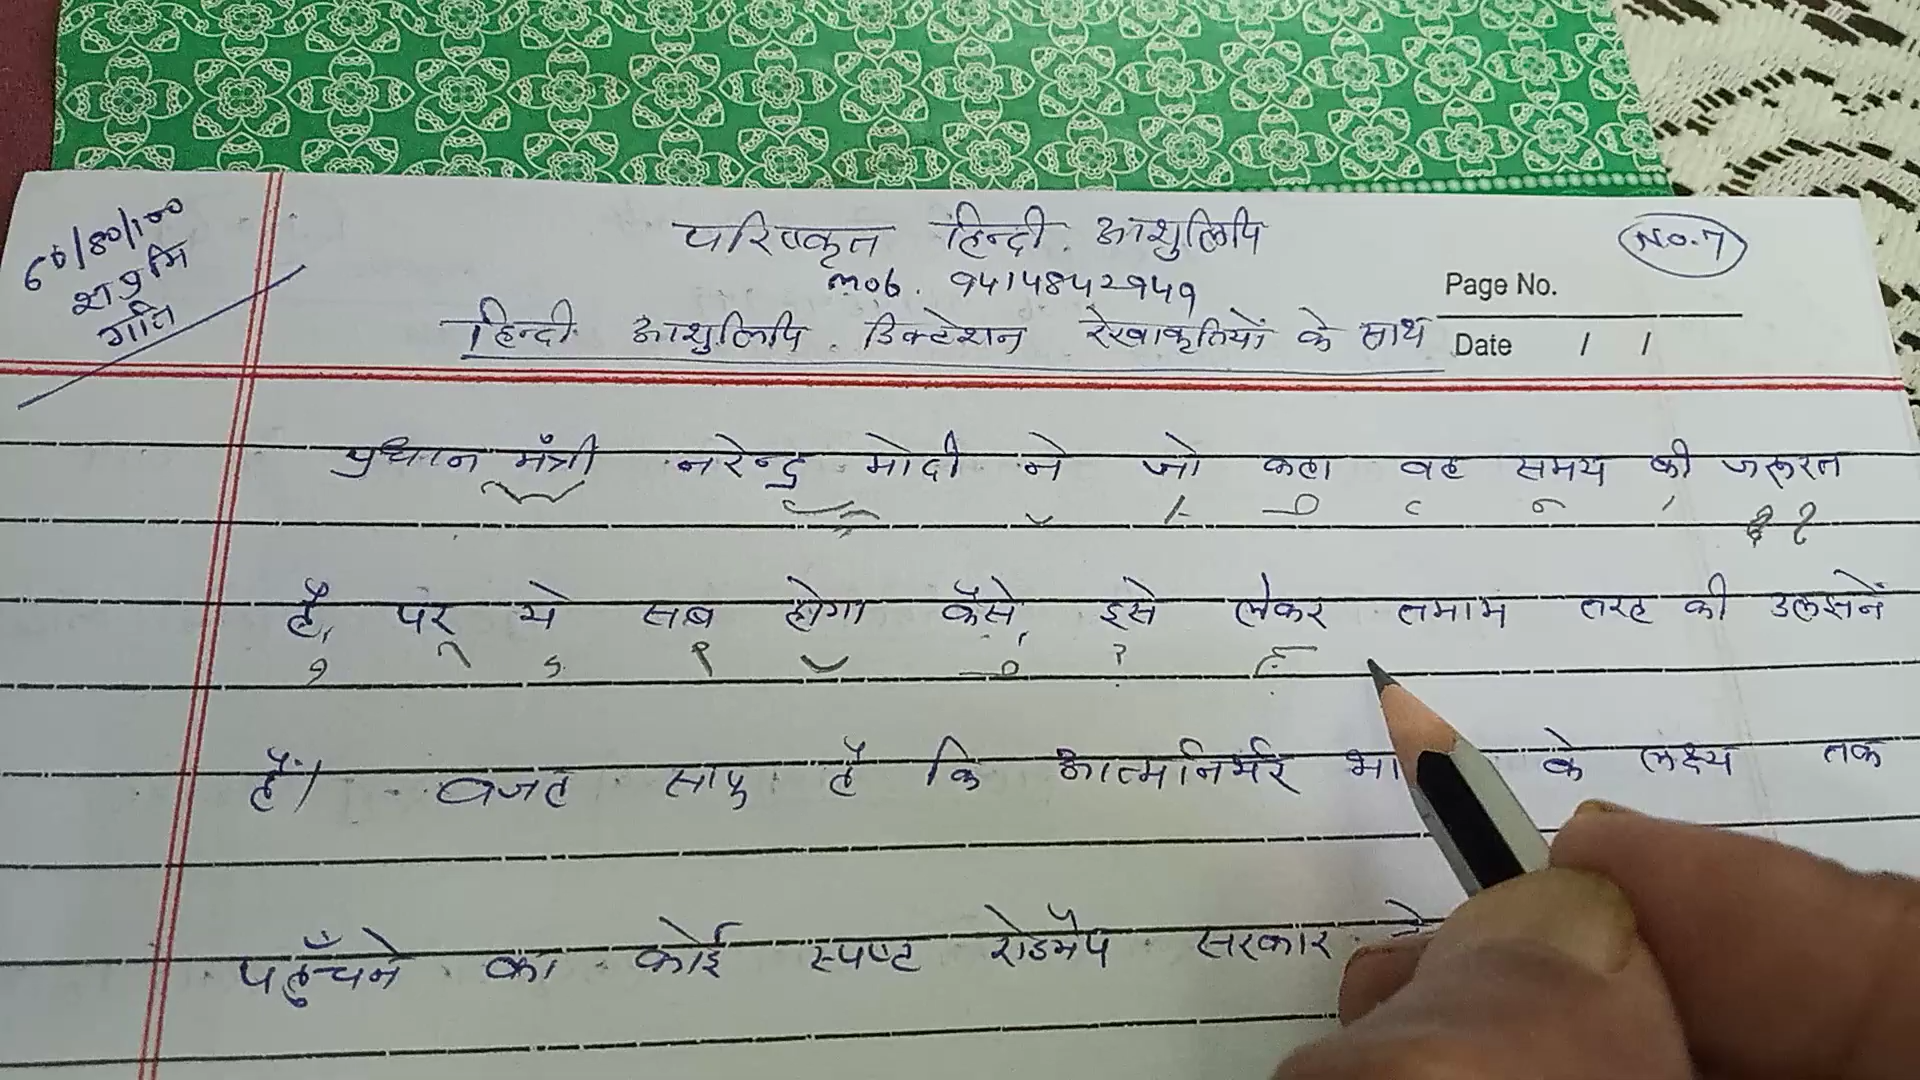 60/80/100
शा प्र मि
गति
परिष्कृत हिन्दी आशुलिपि
No. 7
mob. 9414842949
Page No.
हिन्दी आशुलिपि डिक्टेशन रेखाकृतियों के साथ
Date / /
प्रधान मंत्री नरेन्द्र मोदी ने जो कहा वह समय की जरूरत
है, पर ये सब होगा कैसे, इसे लेकर तमाम तरह की उलझनें
हैं। वजह साफ है कि आत्मनिर्भर भा के लक्ष्य तक
पहुँचने का कोई स्पष्ट रोडमैप सरकार ने